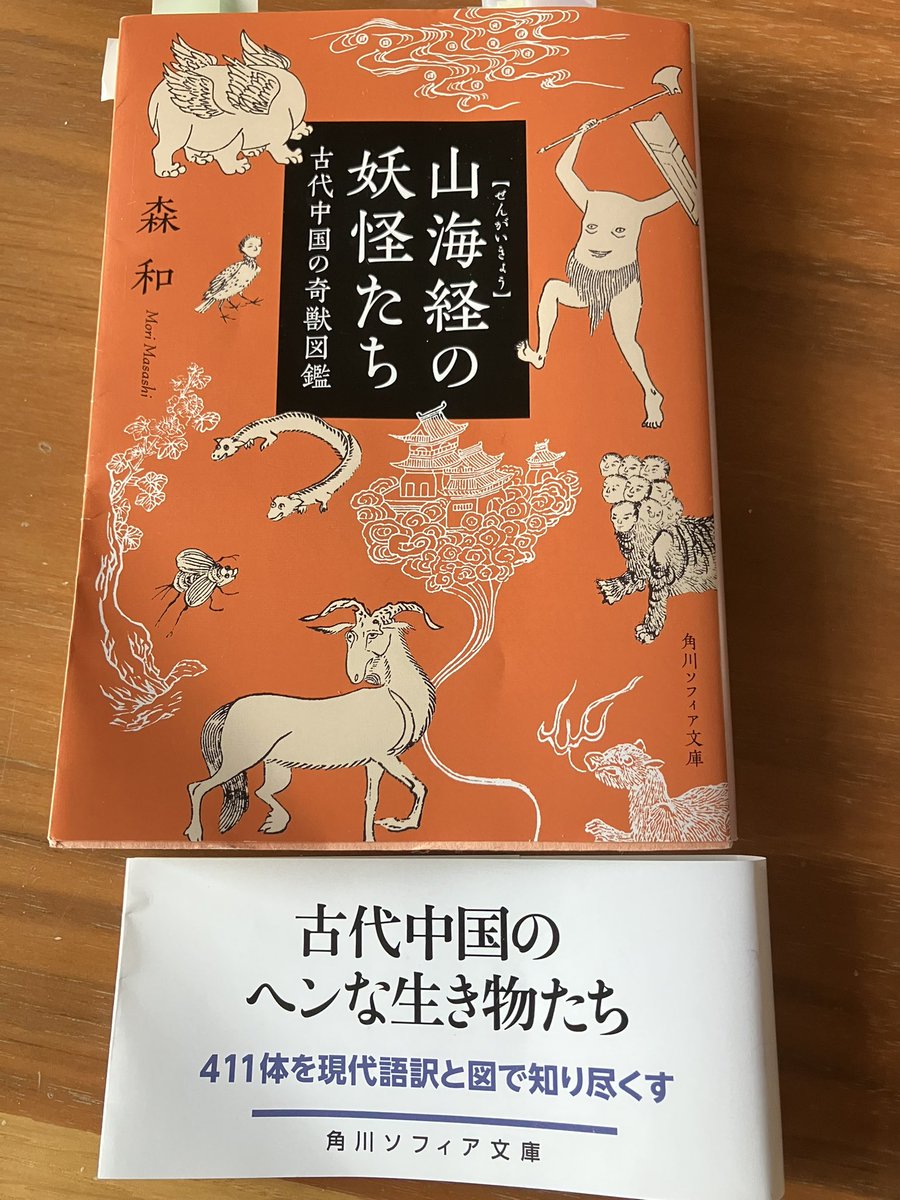 山海経の
【せんがいきょう】
妖怪たち
古代中国の奇獣図鑑
森 和
Mori Masashi
角川ソフィア文庫
古代中国の
ヘンな生き物たち
411体を現代語訳と図で知り尽くす
角川ソフィア文庫